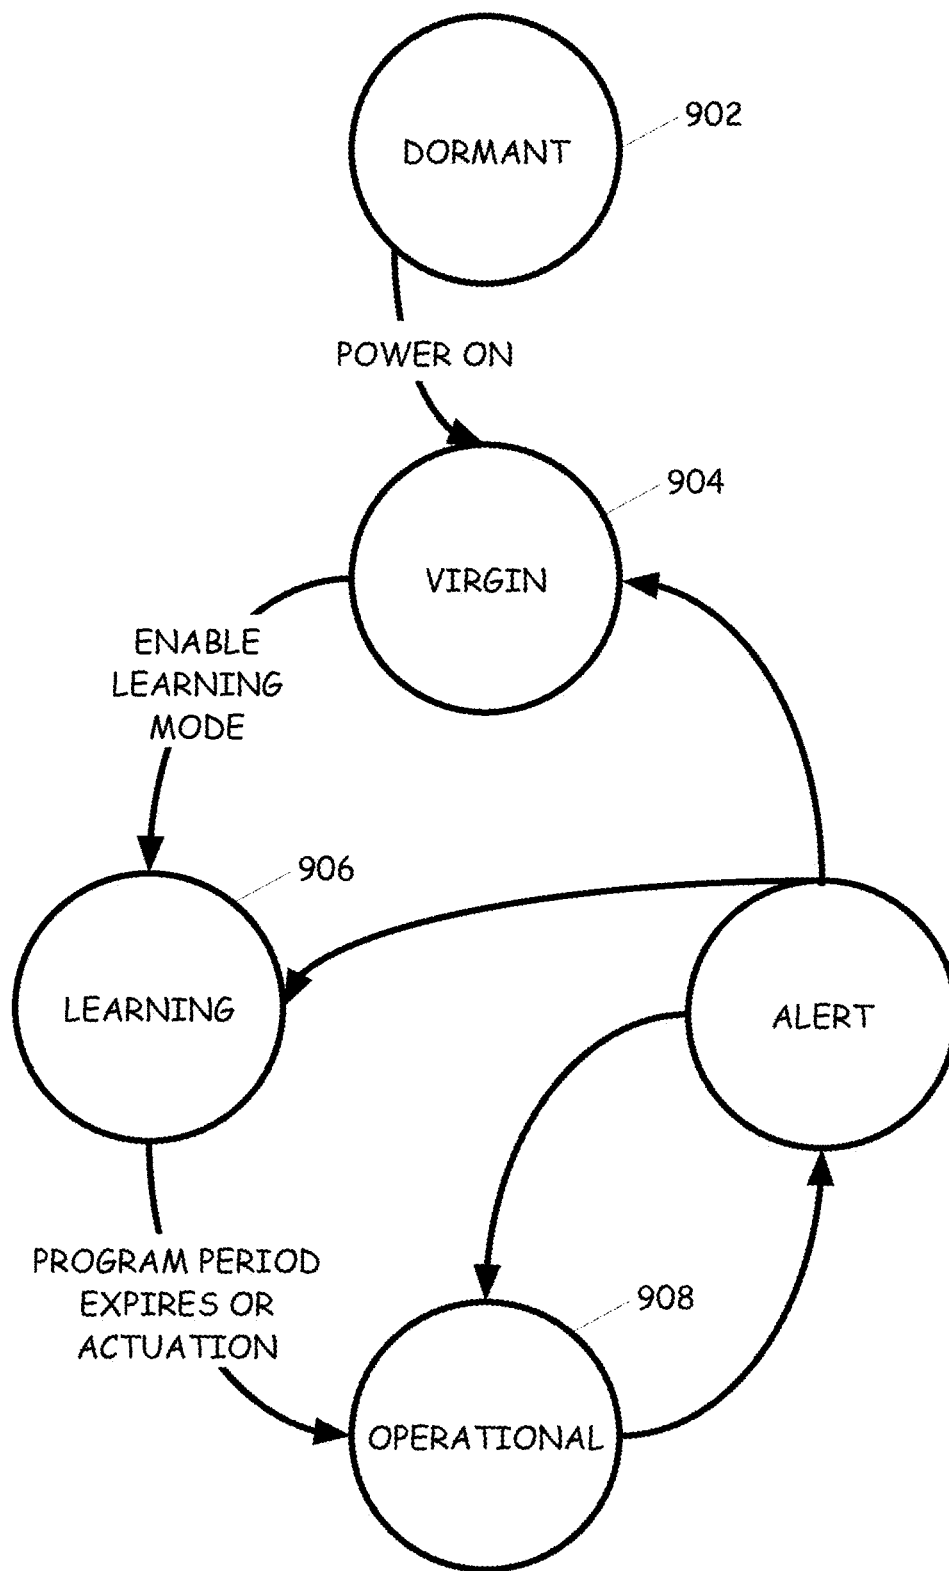 902
DORMANT
POWER ON
904
VIRGIN
ENABLE
LEARNING
MODE
906
LEARNING
ALERT
PROGRAM PERIOD
EXPIRES OR
ACTUATION
908
OPERATIONAL